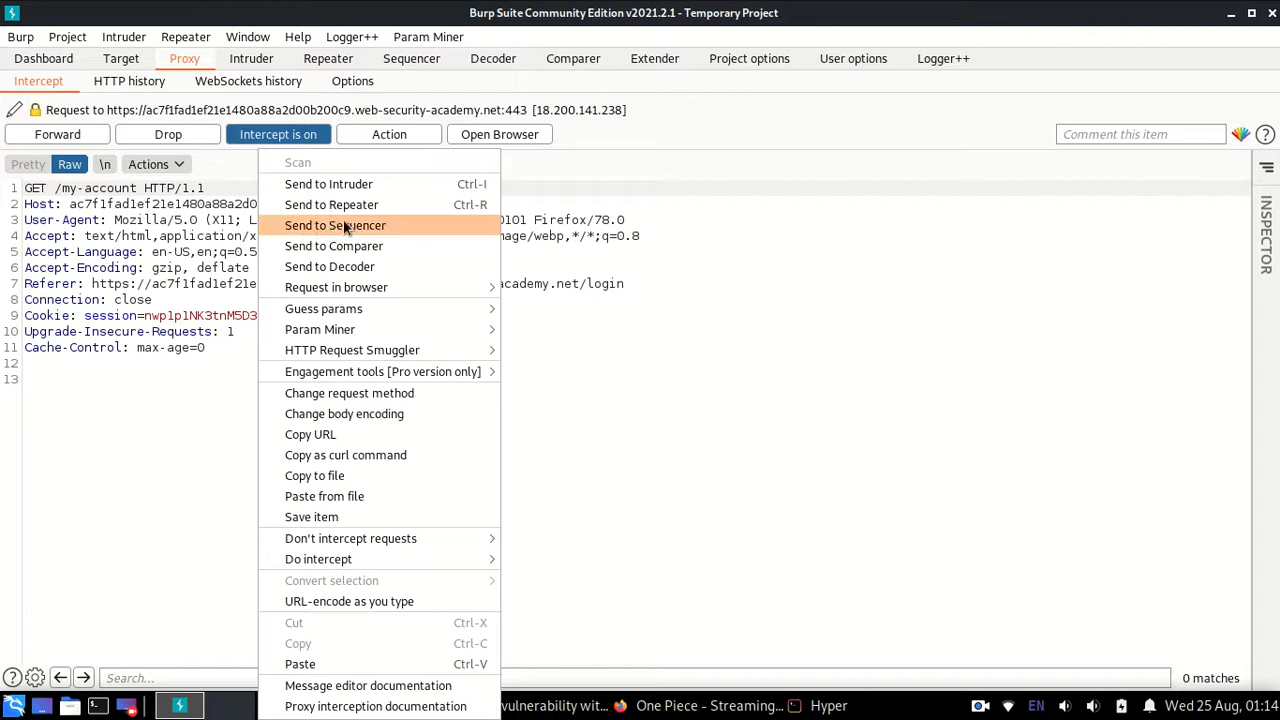 Burp Suite Community Edition v2021.2.1 - Temporary Project
Burp Project Intruder Repeater Window Help Logger++ Param Miner
Dashboard Target Proxy Intruder Repeater Sequencer Decoder Comparer Extender Project options User options Logger++
Intercept HTTP history WebSockets history Options
Request to https://ac7f1fad1ef21e1480a88a2d00b200c9.web-security-academy.net:443 [18.200.141.238]
Forward Drop Intercept is on Action Open Browser Comment this item
Pretty Raw \n Actions
INSPECTOR
1 GET /my-account HTTP/1.1
2 Host: ac7f1fad1ef21e1480a88a2d0
3 User-Agent: Mozilla/5.0 (X11; L 0101 Firefox/78.0
4 Accept: text/html,application/x mage/webp,*/*;q=0.8
5 Accept-Language: en-US,en;q=0.5
6 Accept-Encoding: gzip, deflate
7 Referer: https://ac7f1fad1ef21e academy.net/login
8 Connection: close
9 Cookie: session=nwp1p1NK3tnM5D3
10 Upgrade-Insecure-Requests: 1
11 Cache-Control: max-age=0
12
13
Scan
Send to Intruder Ctrl-I
Send to Repeater Ctrl-R
Send to Sequencer
Send to Comparer
Send to Decoder
Request in browser
Guess params
Param Miner
HTTP Request Smuggler
Engagement tools [Pro version only]
Change request method
Change body encoding
Copy URL
Copy as curl command
Copy to file
Paste from file
Save item
Don't intercept requests
Do intercept
Convert selection
URL-encode as you type
Cut Ctrl-X
Copy Ctrl-C
Paste Ctrl-V
Message editor documentation
Proxy interception documentation
Search... 0 matches
vulnerability wit... One Piece - Streaming... Hyper EN Wed 25 Aug, 01:14